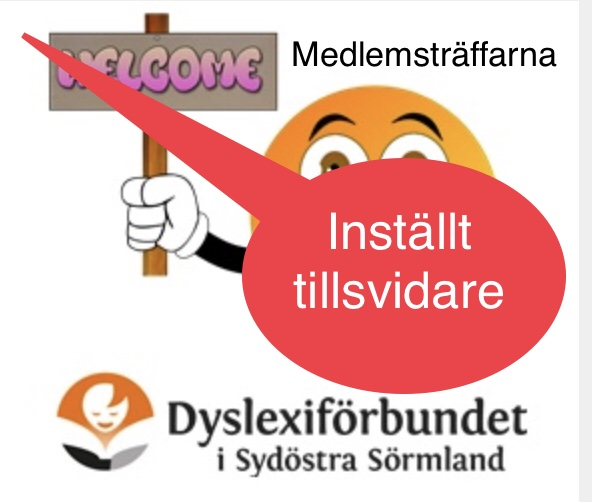 WELCOME
Medlemsträffarna
Inställt
tillsvidare
Dyslexiförbundet
i Sydöstra Sörmland